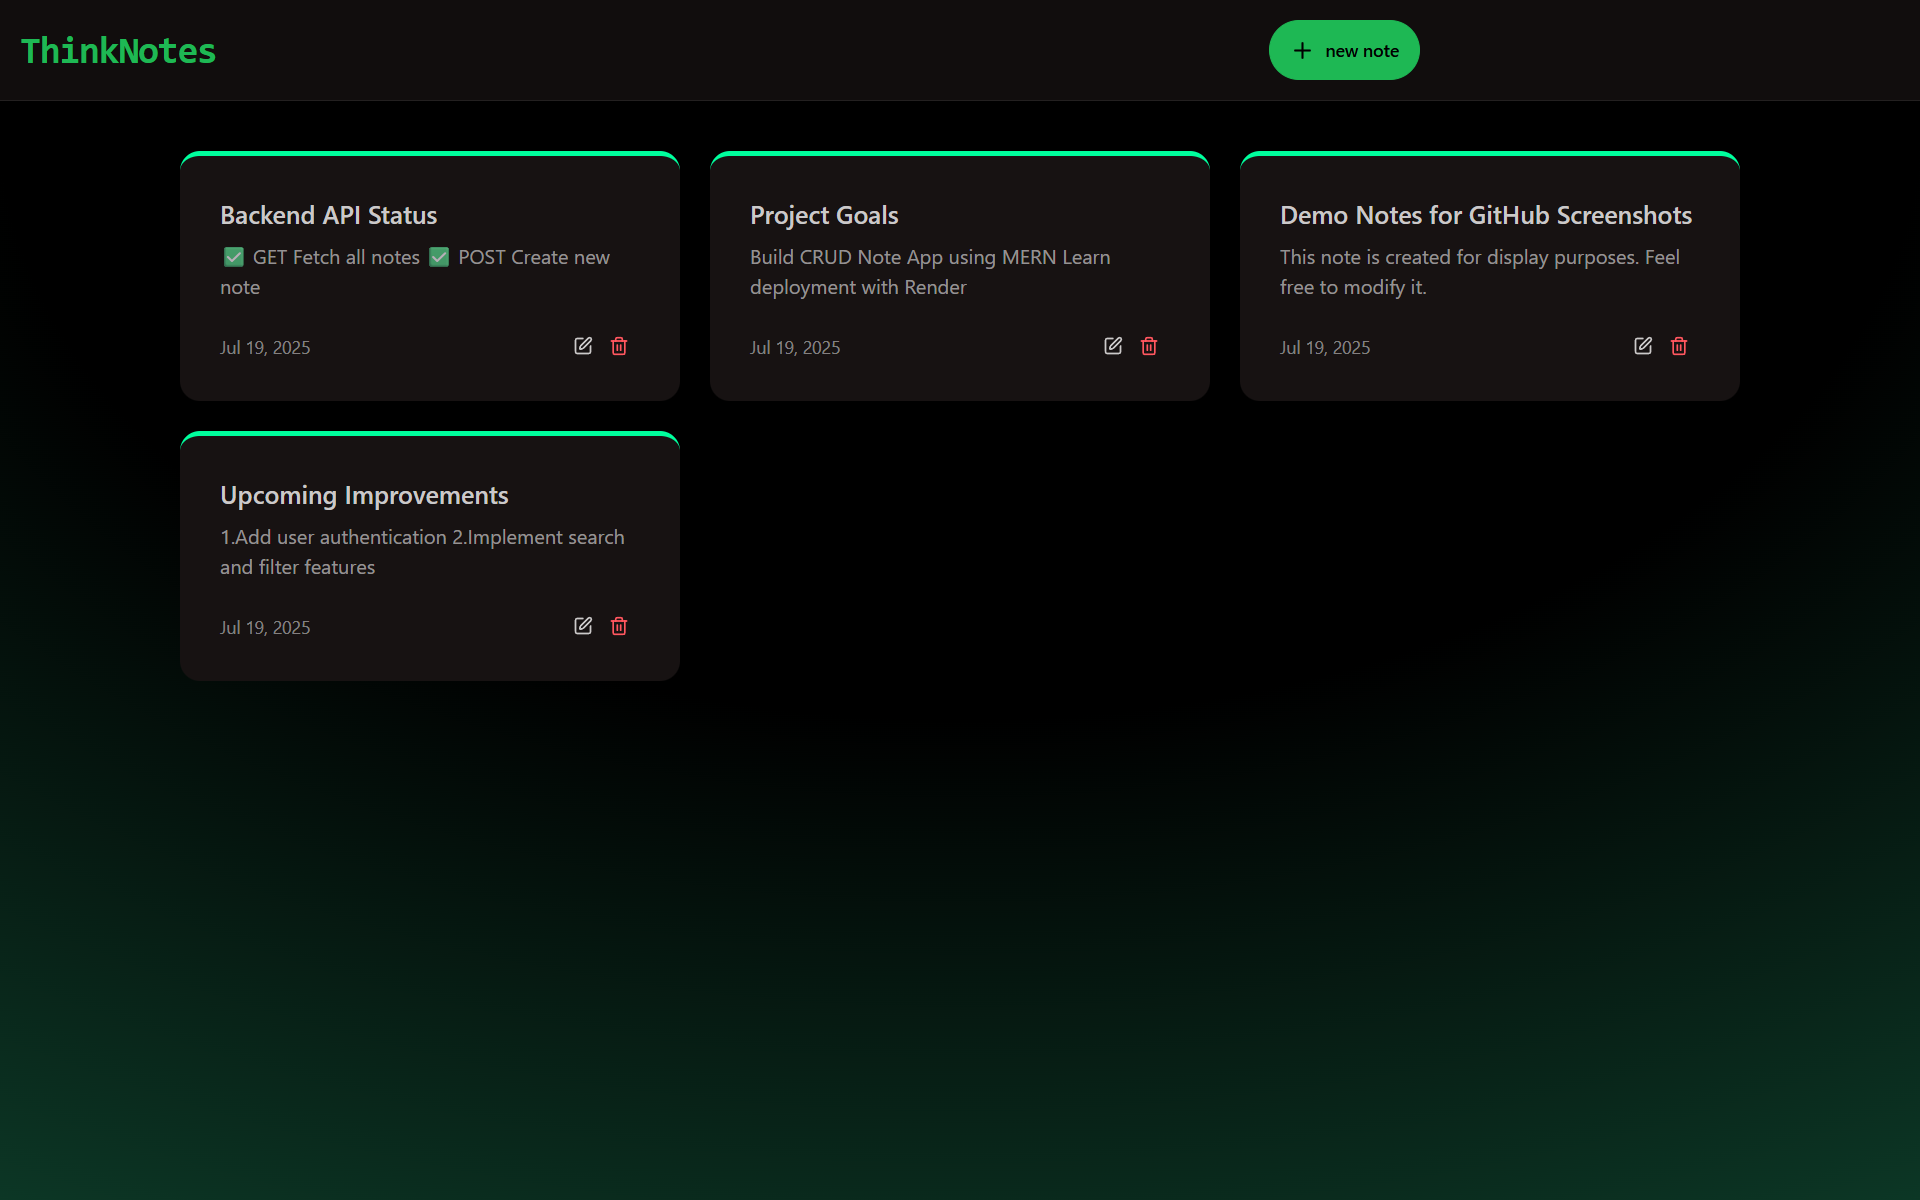 ThinkNotes
new note
Backend API Status
✅ GET Fetch all notes ✅ POST Create new
note
Jul 19, 2025
Project Goals
Build CRUD Note App using MERN Learn
deployment with Render
Jul 19, 2025
Demo Notes for GitHub Screenshots
This note is created for display purposes. Feel
free to modify it.
Jul 19, 2025
Upcoming Improvements
1.Add user authentication 2.Implement search
and filter features
Jul 19, 2025